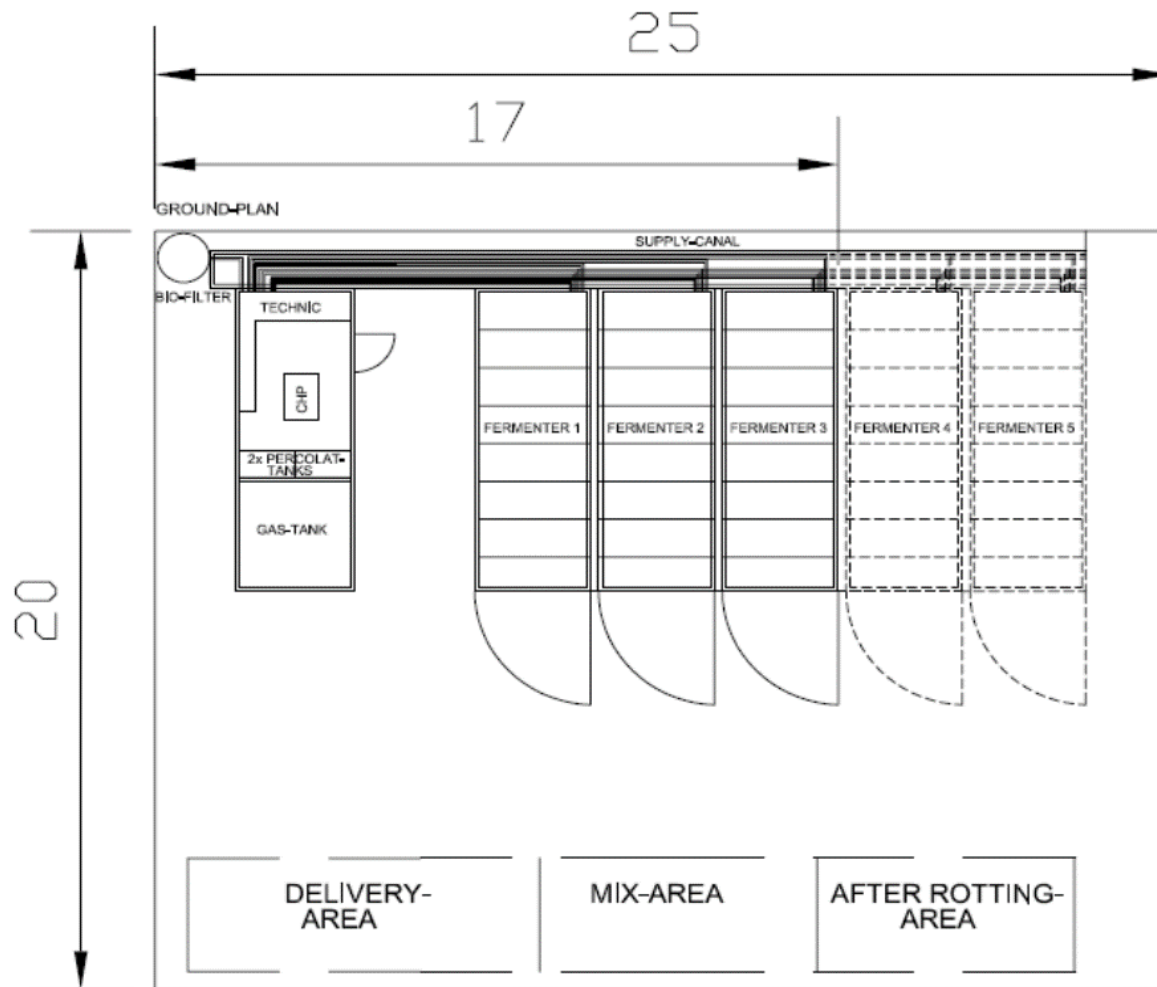 25
17
GROUND-PLAN
SUPPLY-CANAL
BIO-FILTER
TECHNIC
CHP
FERMENTER 1
FERMENTER 2
FERMENTER 3
FERMENTER 4
FERMENTER 5
2x PERCOLAT-
TANKS
GAS-TANK
20
DELIVERY-
AREA
MIX-AREA
AFTER ROTTING-
AREA